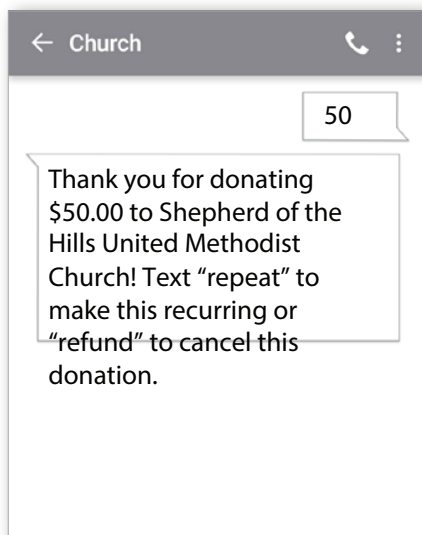 Church
50
Thank you for donating
$50.00 to Shepherd of the
Hills United Methodist
Church! Text “repeat” to
make this recurring or
“refund” to cancel this
donation.